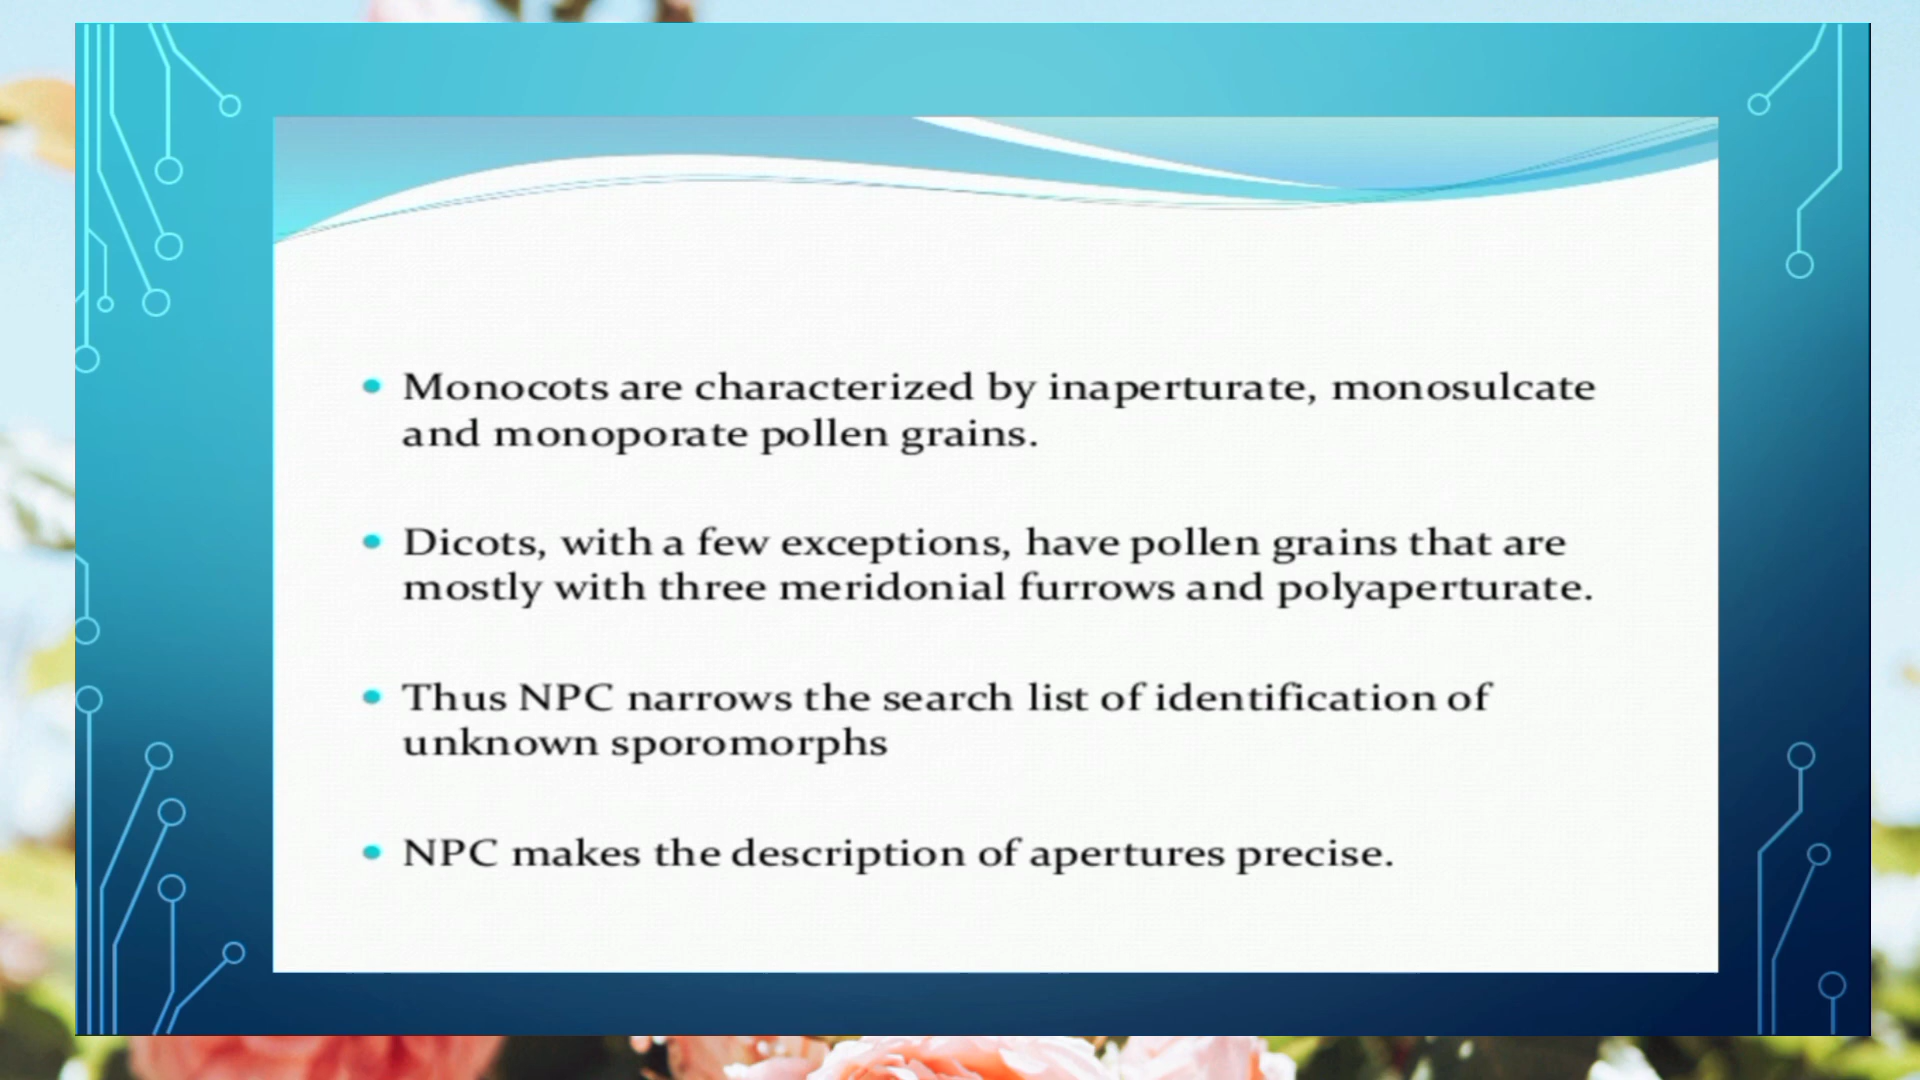 • Monocots are characterized by inaperturate, monosulcate
and monoporate pollen grains.
• Dicots, with a few exceptions, have pollen grains that are
mostly with three meridonial furrows and polyaperturate.
• Thus NPC narrows the search list of identification of
unknown sporomorphs
• NPC makes the description of apertures precise.